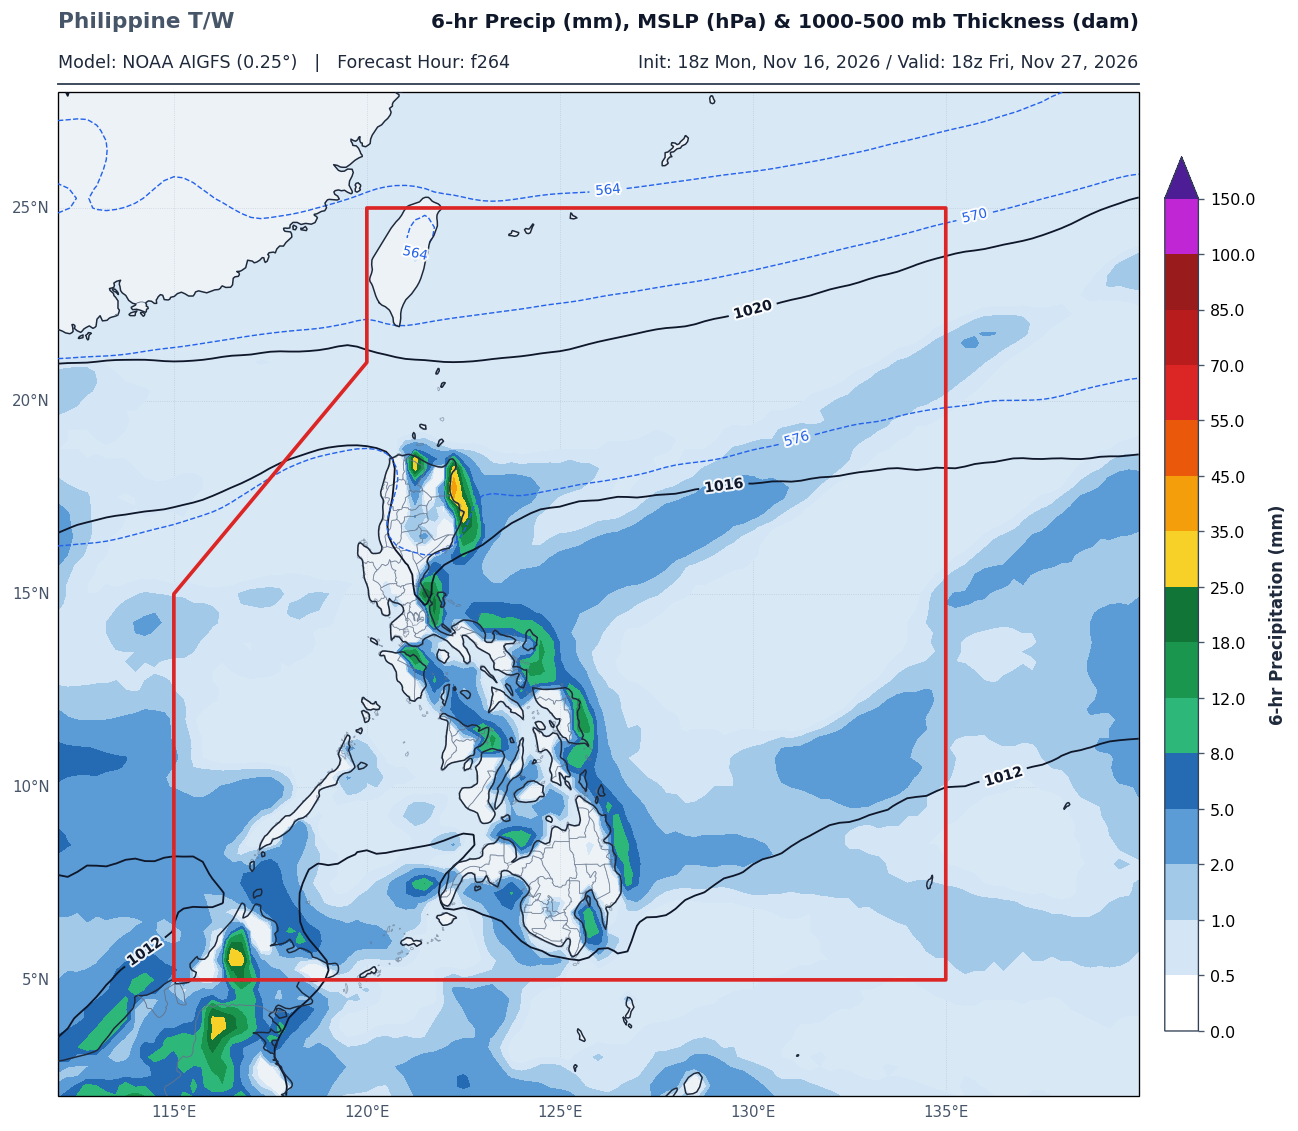 Philippine T/W
6-hr Precip (mm), MSLP (hPa) & 1000-500 mb Thickness (dam)
Model: NOAA AIGFS (0.25°) | Forecast Hour: f264
Init: 18z Mon, Nov 16, 2026 / Valid: 18z Fri, Nov 27, 2026
564
570
564
1020
576
1016
1012
1012
25°N
20°N
15°N
10°N
5°N
115°E
120°E
125°E
130°E
135°E
150.0
100.0
85.0
70.0
55.0
45.0
35.0
25.0
18.0
12.0
8.0
5.0
2.0
1.0
0.5
0.0
6-hr Precipitation (mm)